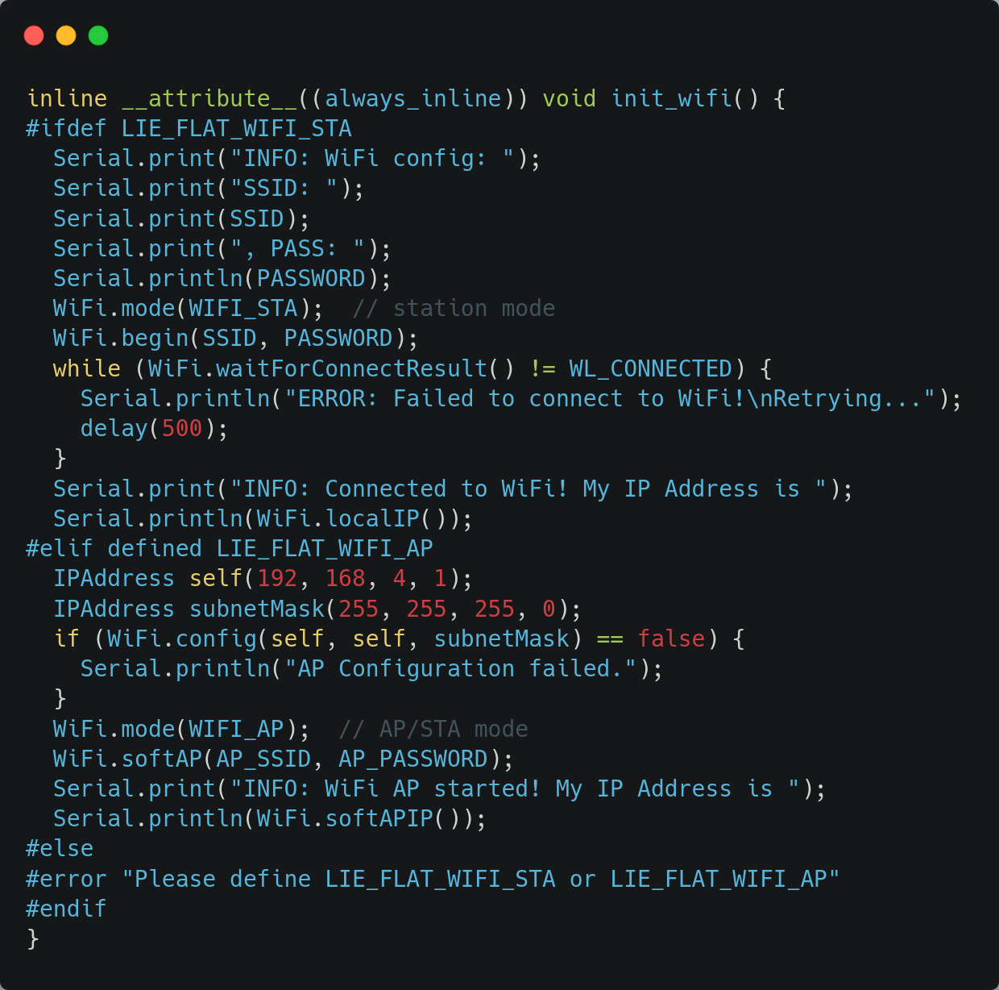 inline __attribute__((always_inline)) void init_wifi() {
#ifdef LIE_FLAT_WIFI_STA
  Serial.print("INFO: WiFi config: ");
  Serial.print("SSID: ");
  Serial.print(SSID);
  Serial.print(", PASS: ");
  Serial.println(PASSWORD);
  WiFi.mode(WIFI_STA);  // station mode
  WiFi.begin(SSID, PASSWORD);
  while (WiFi.waitForConnectResult() != WL_CONNECTED) {
    Serial.println("ERROR: Failed to connect to WiFi!\nRetrying...");
    delay(500);
  }
  Serial.print("INFO: Connected to WiFi! My IP Address is ");
  Serial.println(WiFi.localIP());
#elif defined LIE_FLAT_WIFI_AP
  IPAddress self(192, 168, 4, 1);
  IPAddress subnetMask(255, 255, 255, 0);
  if (WiFi.config(self, self, subnetMask) == false) {
    Serial.println("AP Configuration failed.");
  }
  WiFi.mode(WIFI_AP);  // AP/STA mode
  WiFi.softAP(AP_SSID, AP_PASSWORD);
  Serial.print("INFO: WiFi AP started! My IP Address is ");
  Serial.println(WiFi.softAPIP());
#else
#error "Please define LIE_FLAT_WIFI_STA or LIE_FLAT_WIFI_AP"
#endif
}